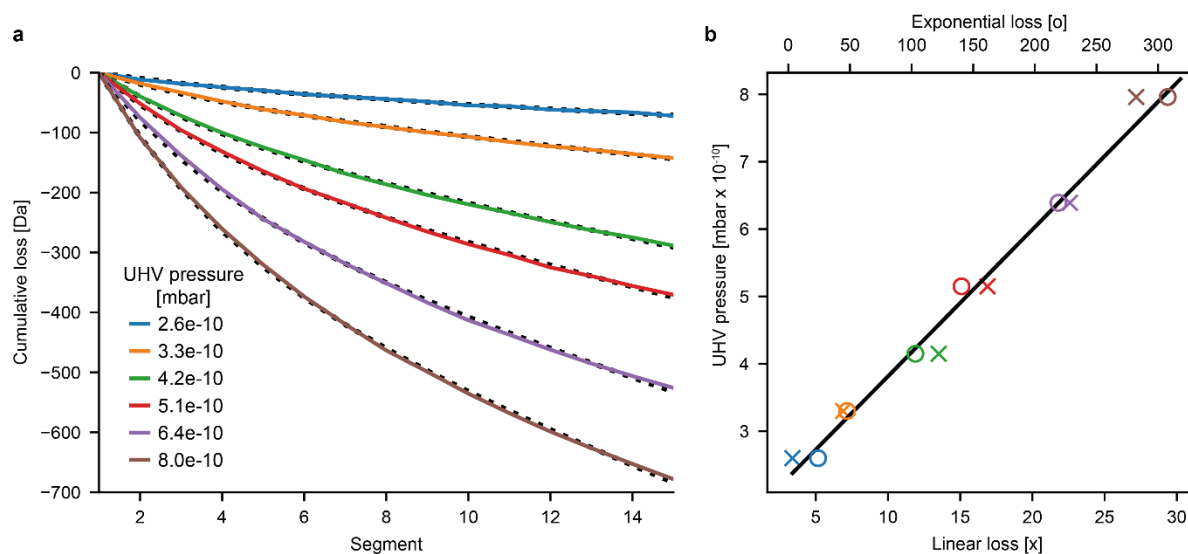 a
0
−100
−200
−300
−400
−500
−600
−700
Cumulative loss [Da]
UHV pressure
[mbar]
2.6e-10
3.3e-10
4.2e-10
5.1e-10
6.4e-10
8.0e-10
2 4 6 8 10 12 14
Segment
b
Exponential loss [o]
0 50 100 150 200 250 300
8
7
6
5
4
3
UHV pressure [mbar x 10⁻¹⁰]
5 10 15 20 25 30
Linear loss [x]